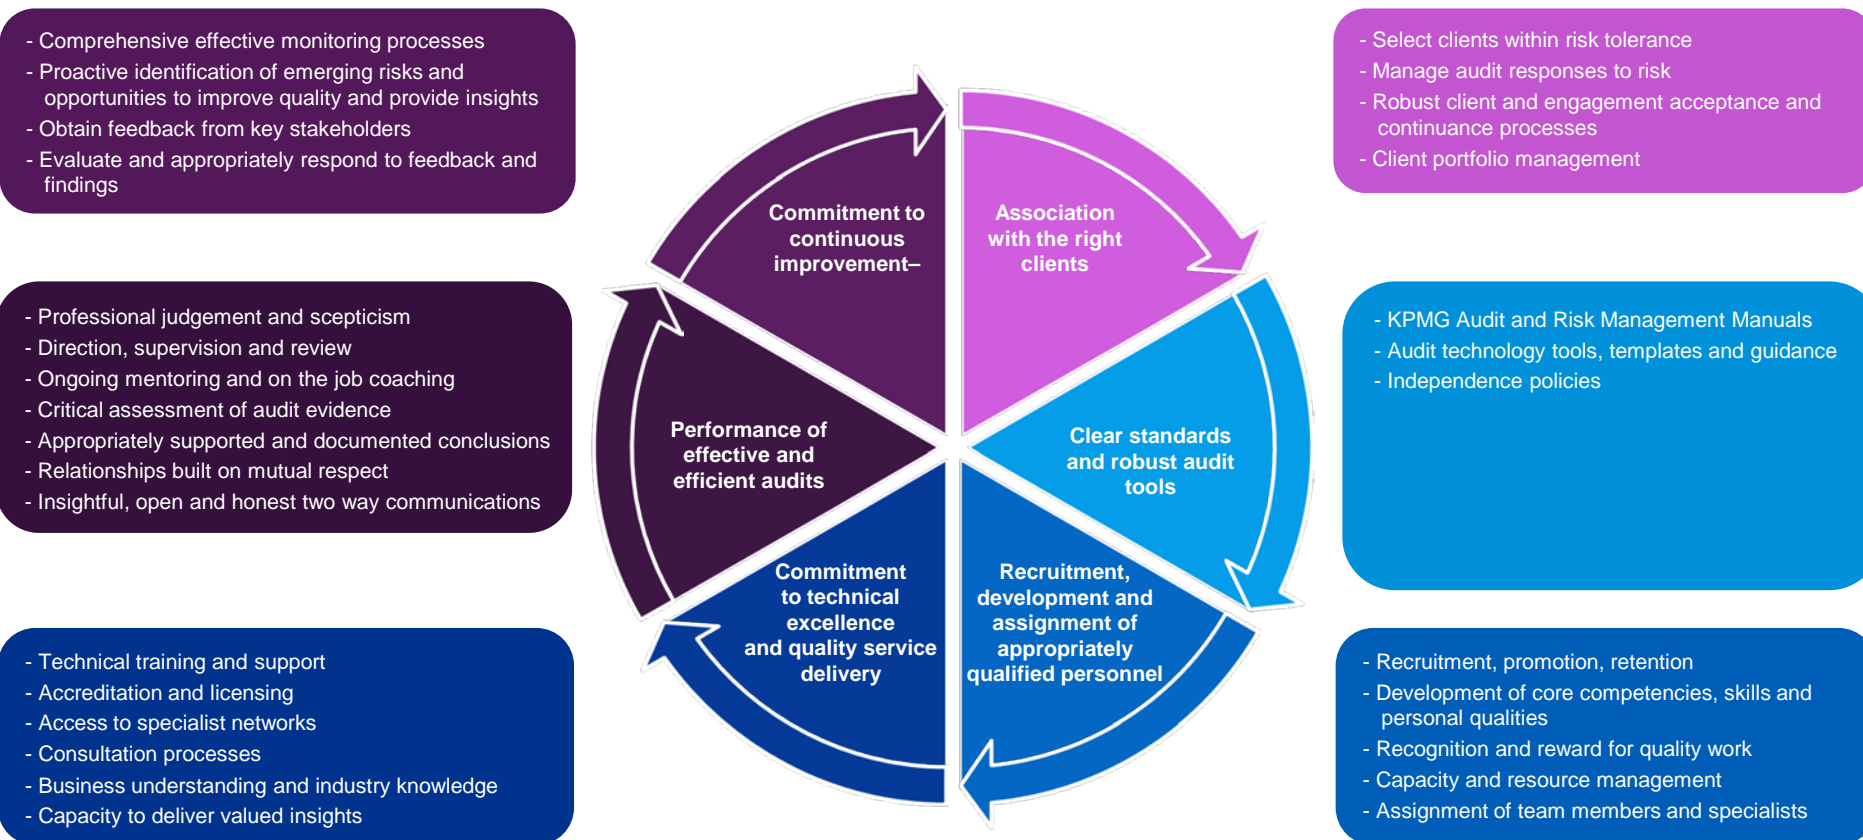 - Comprehensive effective monitoring processes
- Proactive identification of emerging risks and
opportunities to improve quality and provide insights
- Obtain feedback from key stakeholders
- Evaluate and appropriately respond to feedback and
findings
- Select clients within risk tolerance
- Manage audit responses to risk
- Robust client and engagement acceptance and
continuance processes
- Client portfolio management
Commitment to
continuous
improvement–
Association
with the right
clients
- Professional judgement and scepticism
- Direction, supervision and review
- Ongoing mentoring and on the job coaching
- Critical assessment of audit evidence
- Appropriately supported and documented conclusions
- Relationships built on mutual respect
- Insightful, open and honest two way communications
Performance of
effective and
efficient audits
Clear standards
and robust audit
tools
- KPMG Audit and Risk Management Manuals
- Audit technology tools, templates and guidance
- Independence policies
Commitment
to technical
excellence
and quality service
delivery
Recruitment,
development and
assignment of
appropriately
qualified personnel
- Technical training and support
- Accreditation and licensing
- Access to specialist networks
- Consultation processes
- Business understanding and industry knowledge
- Capacity to deliver valued insights
- Recruitment, promotion, retention
- Development of core competencies, skills and
personal qualities
- Recognition and reward for quality work
- Capacity and resource management
- Assignment of team members and specialists